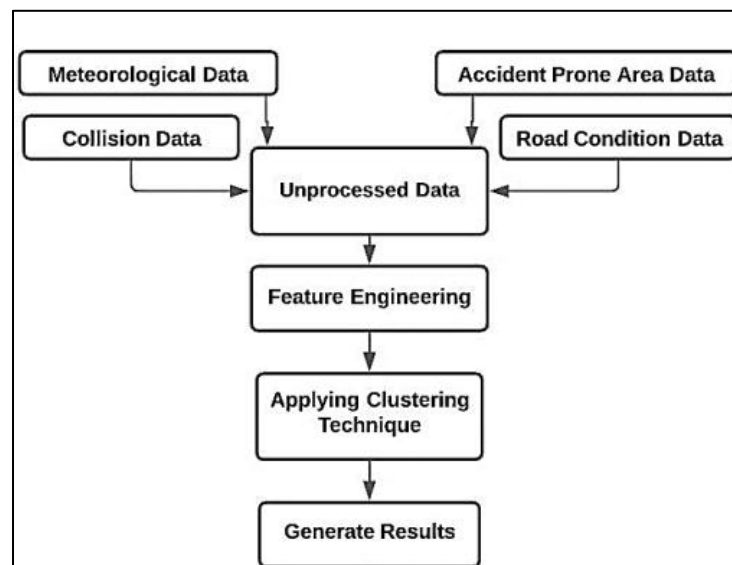 Meteorological Data
Accident Prone Area Data
Collision Data
Road Condition Data
Unprocessed Data
Feature Engineering
Applying Clustering
Technique
Generate Results